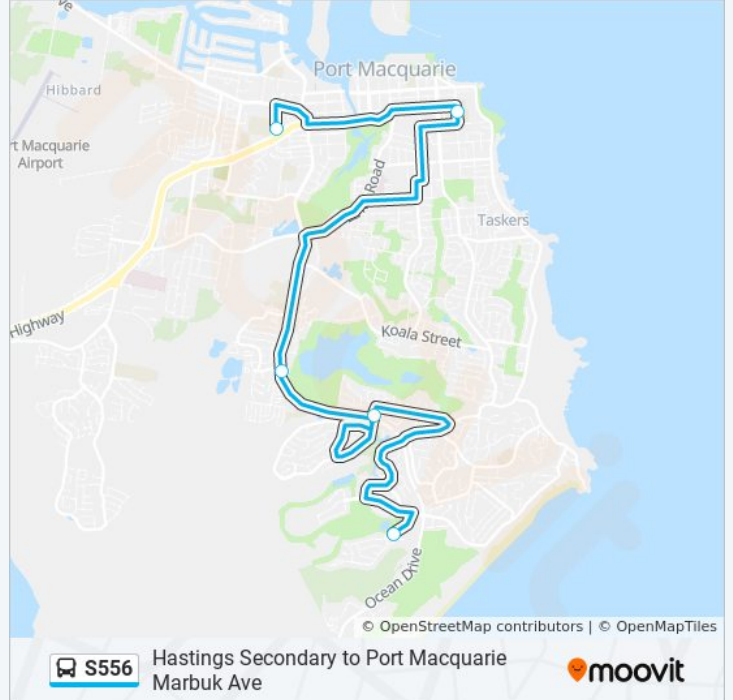 ve
Port Macquarie
Hibbard
rt Macquarie
Airport
Road
Taskers
Highway
Koala Street
Ocean Drive
© OpenStreetMap contributors | © OpenMapTiles
S556
Hastings Secondary to Port Macquarie
Marbuk Ave
moovit